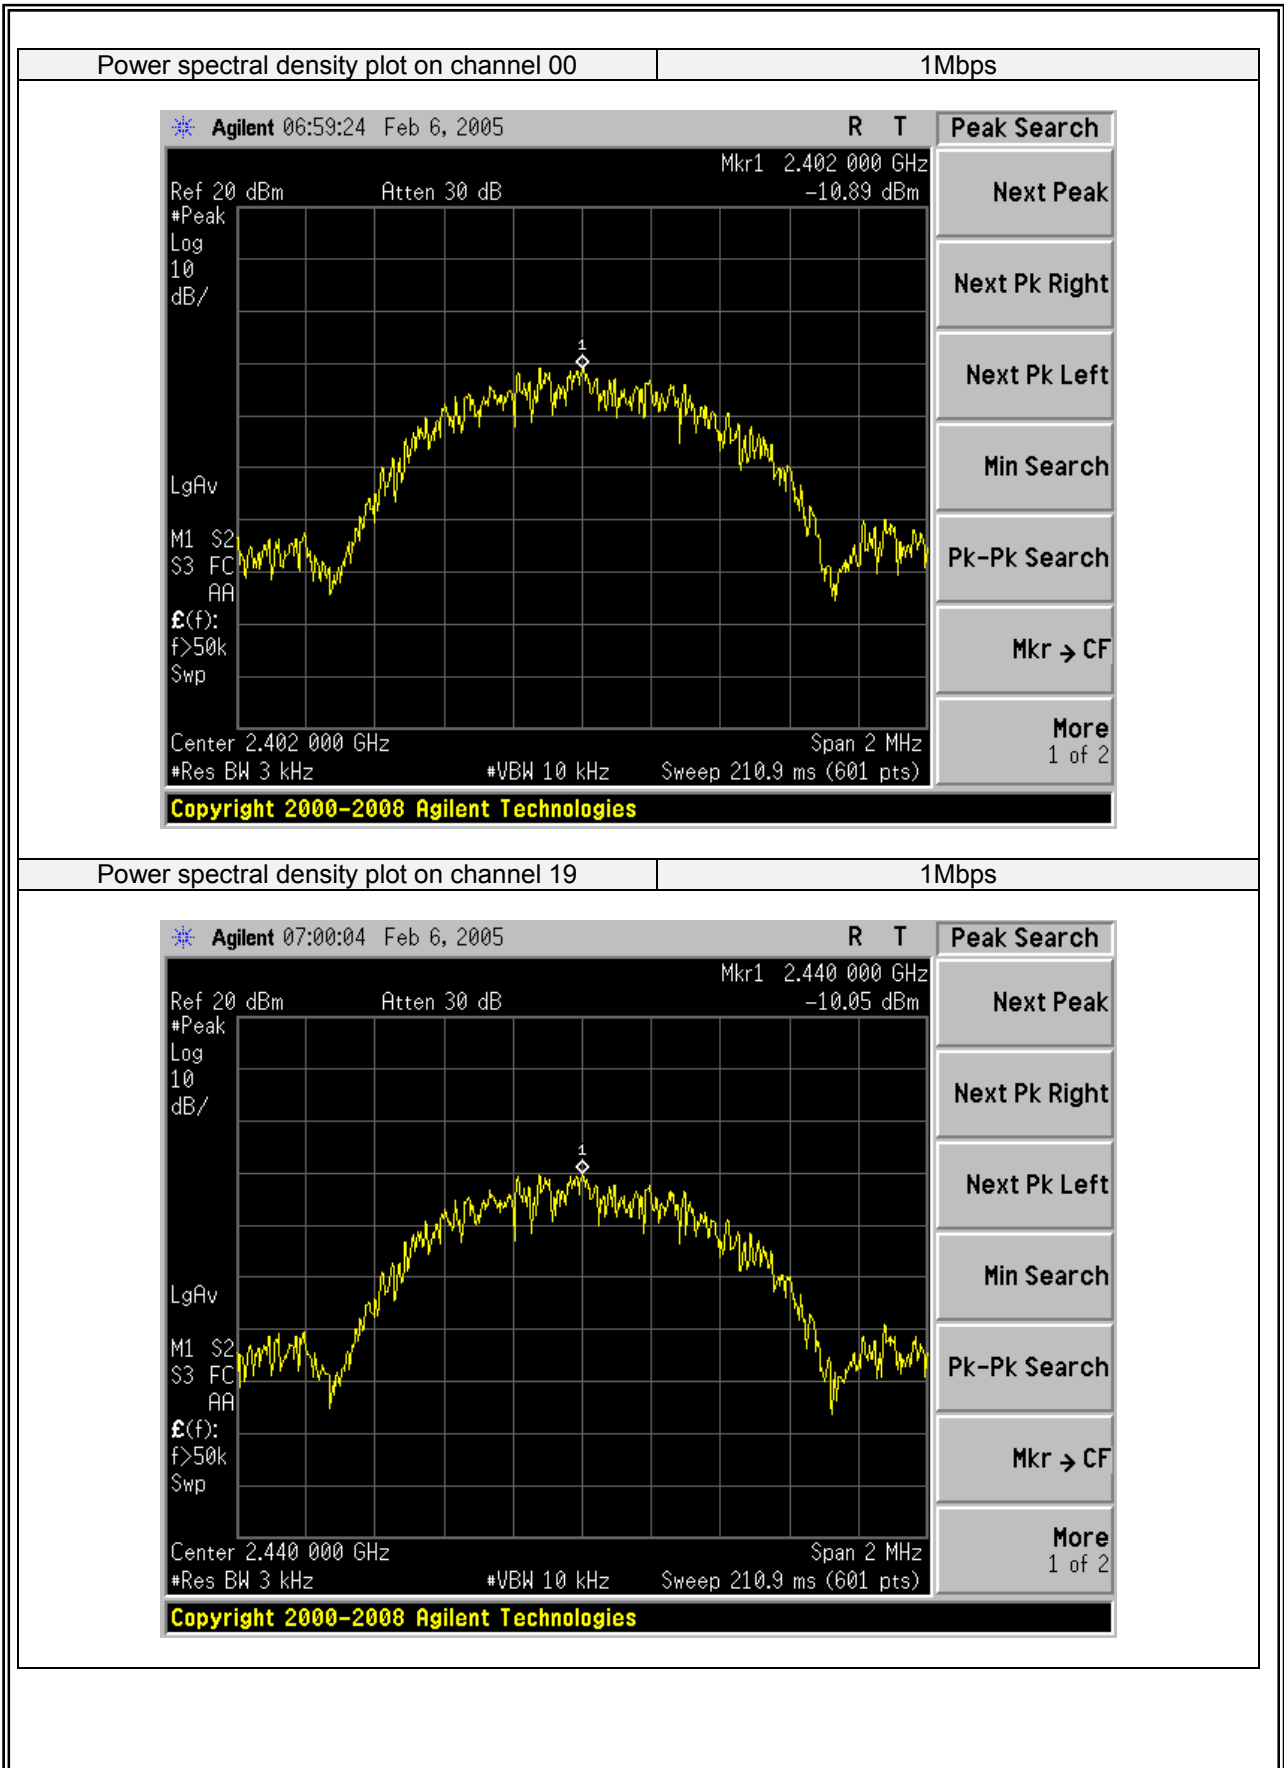 Power spectral density plot on channel 00 1Mbps
Agilent 06:59:24 Feb 6, 2005 R T Peak Search
Mkr1 2.402 000 GHz
Ref 20 dBm Atten 30 dB -10.89 dBm
Next Peak
#Peak
Log
10
dB/
Next Pk Right
1
Next Pk Left
Min Search
LgAv
M1 S2
S3 FC
AA
Pk-Pk Search
£(f):
f>50k
Swp
Mkr → CF
More
1 of 2
Center 2.402 000 GHz Span 2 MHz
#Res BW 3 kHz #VBW 10 kHz Sweep 210.9 ms (601 pts)
Copyright 2000-2008 Agilent Technologies
Power spectral density plot on channel 19 1Mbps
Agilent 07:00:04 Feb 6, 2005 R T Peak Search
Mkr1 2.440 000 GHz
Ref 20 dBm Atten 30 dB -10.05 dBm
Next Peak
#Peak
Log
10
dB/
Next Pk Right
1
Next Pk Left
Min Search
LgAv
M1 S2
S3 FC
AA
Pk-Pk Search
£(f):
f>50k
Swp
Mkr → CF
More
1 of 2
Center 2.440 000 GHz Span 2 MHz
#Res BW 3 kHz #VBW 10 kHz Sweep 210.9 ms (601 pts)
Copyright 2000-2008 Agilent Technologies